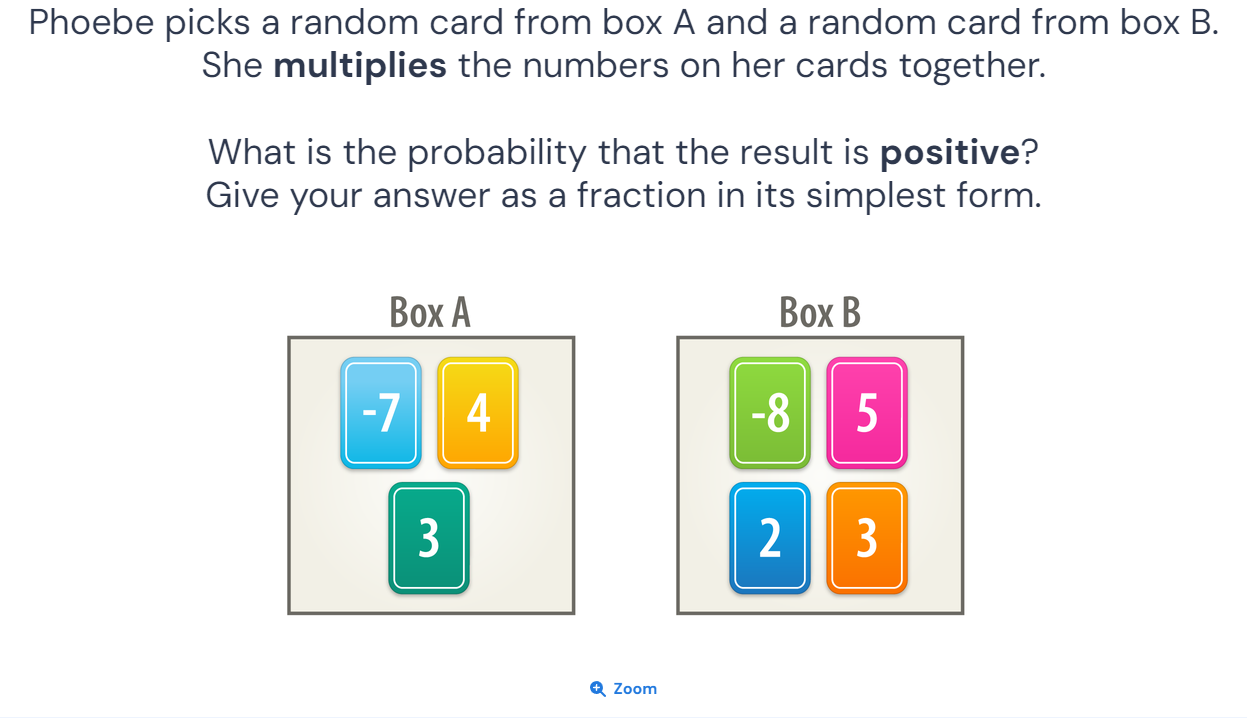 Phoebe picks a random card from box A and a random card from box B.
She multiplies the numbers on her cards together.
What is the probability that the result is positive?
Give your answer as a fraction in its simplest form.
Box A
-7 4
3
Box B
-8 5
2 3
Zoom